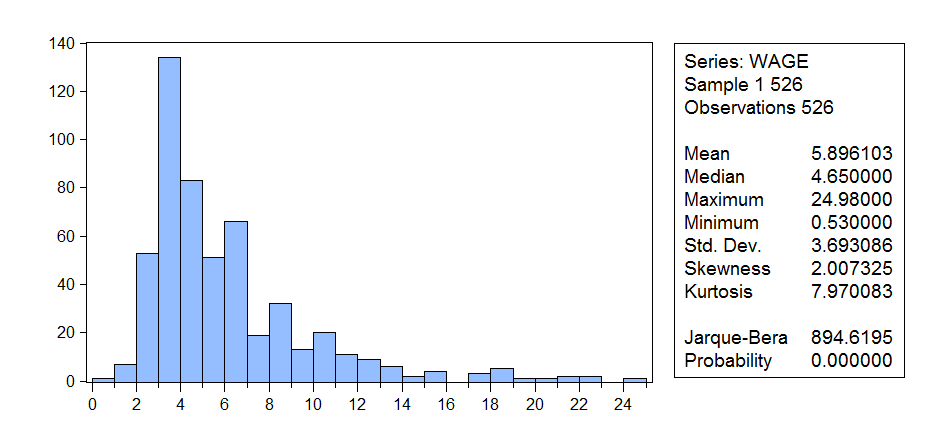 140
120
100
80
60
40
20
0
0 2 4 6 8 10 12 14 16 18 20 22 24
Series: WAGE
Sample 1 526
Observations 526
Mean 5.896103
Median 4.650000
Maximum 24.98000
Minimum 0.530000
Std. Dev. 3.693086
Skewness 2.007325
Kurtosis 7.970083
Jarque-Bera 894.6195
Probability 0.000000